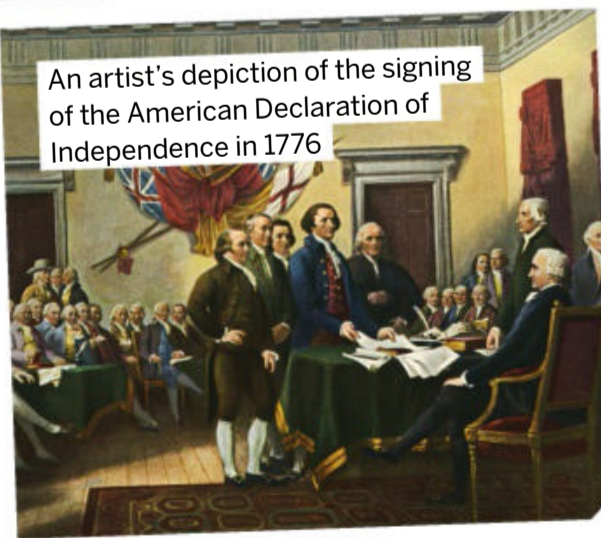 An artist’s depiction of the signing
of the American Declaration of
Independence in 1776